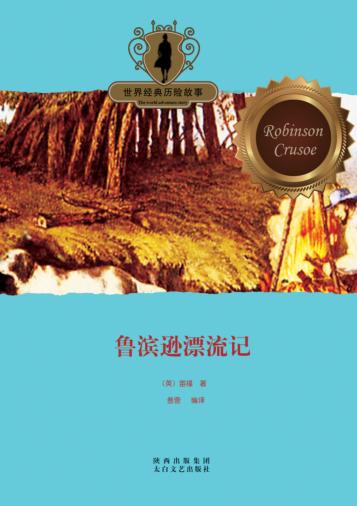 世界经典历险故事
The world adventure story
Robinson
Crusoe
鲁滨逊漂流记
（英）笛福 著
编译
陕西出版集团
太白文艺出版社